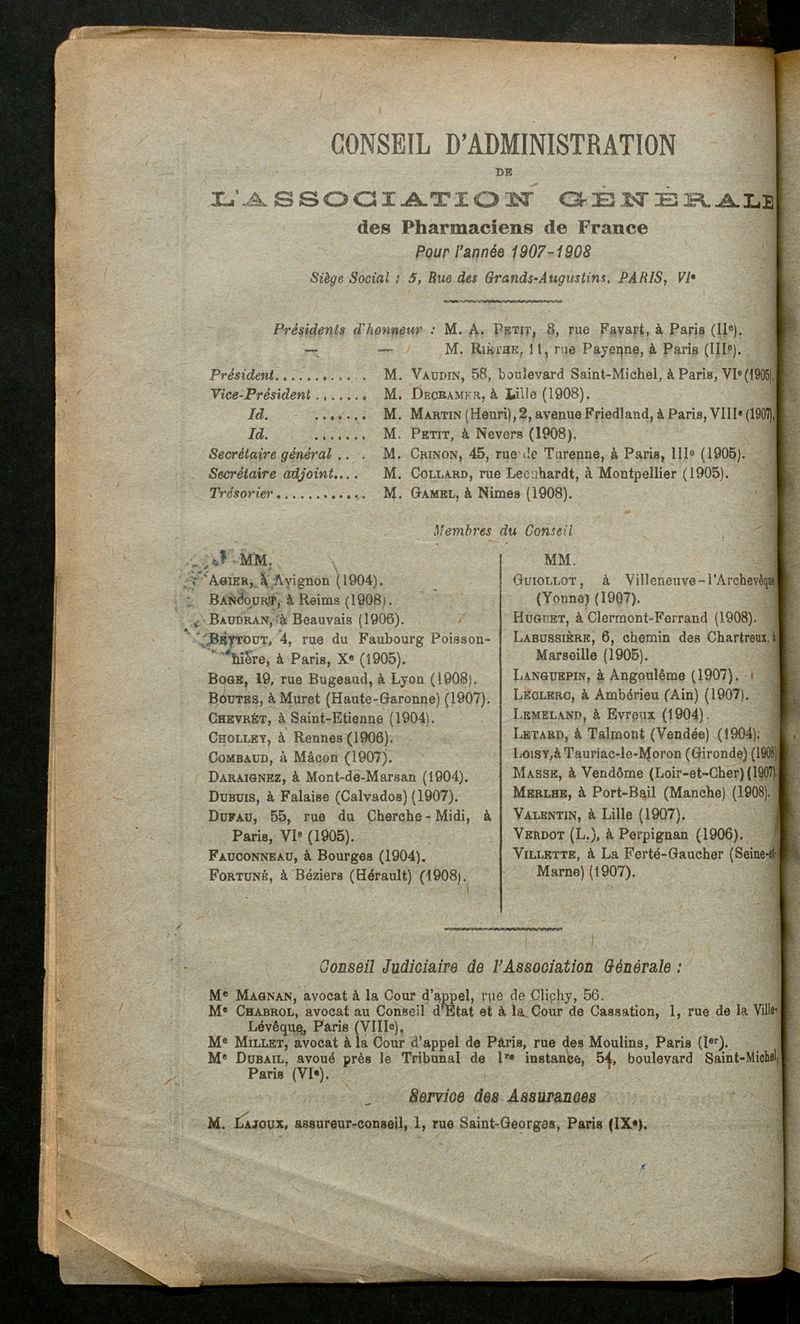 CONSEIL D'ADMINISTRATION
DE
L'ASSOCIATION GÉNÉRALE
des Pharmaciens de France
Pour l'année 1907-1908
Siège Social : 5, Rue des Grands-Augustins, PARIS, VIe
Présidents d'honneur : M. A. PETIT, 8, rue Favart, à Paris (IIe).
— — M. RIÈTHE, 11, rue Payenne, à Paris (IIIe).
Président........... M. VAUDIN, 58, boulevard Saint-Michel, à Paris, VIe (1905).
Vice-Président....... M. DECRAMER, à Lille (1908).
Id. ....... M. MARTIN (Henri), 2, avenue Friedland, à Paris, VIIIe (1907).
Id. ....... M. PETIT, à Nevers (1908).
Secrétaire général... M. CRINON, 45, rue de Turenne, à Paris, IIIe (1905).
Secrétaire adjoint.... M. COLLARD, rue Lecnhardt, à Montpellier (1905).
Trésorier............ M. GAMEL, à Nimes (1908).
Membres du Conseil
MM.
AGIER, à Avignon (1904).
BANCOURT, à Reims (1908).
BAUDRAN, à Beauvais (1906).
BEYTOUT, 4, rue du Faubourg Poisson-
nière, à Paris, Xe (1905).
BOGE, 19, rue Bugeaud, à Lyon (1908).
BOUTES, à Muret (Haute-Garonne) (1907).
CHEVRET, à Saint-Etienne (1904).
CHOLLEY, à Rennes (1906).
COMBAUD, à Mâcon (1907).
DARAIGNEZ, à Mont-de-Marsan (1904).
DUBUIS, à Falaise (Calvados) (1907).
DUFAU, 55, rue du Cherche-Midi, à
Paris, VIe (1905).
FAUCONNEAU, à Bourges (1904).
FORTUNÉ, à Béziers (Hérault) (1908).
MM.
GUIOLLOT, à Villeneuve-l'Archevêque
(Yonne) (1907).
HUGUET, à Clermont-Ferrand (1908).
LABUSSIÈRE, 6, chemin des Chartreux, à
Marseille (1905).
LANGUEPIN, à Angoulême (1907).
LECLERC, à Ambérieu (Ain) (1907).
LEMELAND, à Evreux (1904).
LETARD, à Talmont (Vendée) (1904).
LOISY, à Tauriac-le-Moron (Gironde) (1908)
MASSE, à Vendôme (Loir-et-Cher) (1907).
MERLHE, à Port-Bail (Manche) (1908).
VALENTIN, à Lille (1907).
VERDOT (L.), à Perpignan (1906).
VILLETTE, à La Ferté-Gaucher (Seine-et-
Marne) (1907).
Conseil Judiciaire de l'Association Générale :
Me MAGNAN, avocat à la Cour d'appel, rue de Clichy, 56.
Me CHABROL, avocat au Conseil d'Etat et à la Cour de Cassation, 1, rue de la Ville-
Lévêque, Paris (VIIIe).
Me MILLET, avocat à la Cour d'appel de Paris, rue des Moulins, Paris (Ier).
Me DUBAIL, avoué près le Tribunal de 1re instance, 54, boulevard Saint-Michel,
Paris (VIe).
Service des Assurances
M. LAJOUX, assureur-conseil, 1, rue Saint-Georges, Paris (IXe).